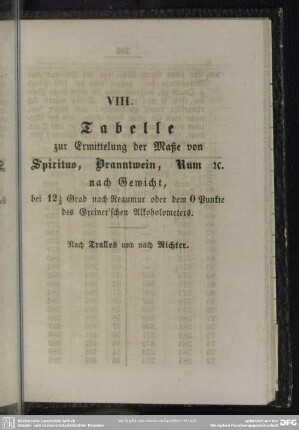 VIII.
Tabelle
zur Ermittelung der Maße von
Spiritus, Branntwein, Rum ꝛc.
nach Gewicht,
bei 12½ Grad nach Reaumur oder dem 0 Punkte
des Greiner'schen Alkoholometers.
Nach Tralles und nach Richter.